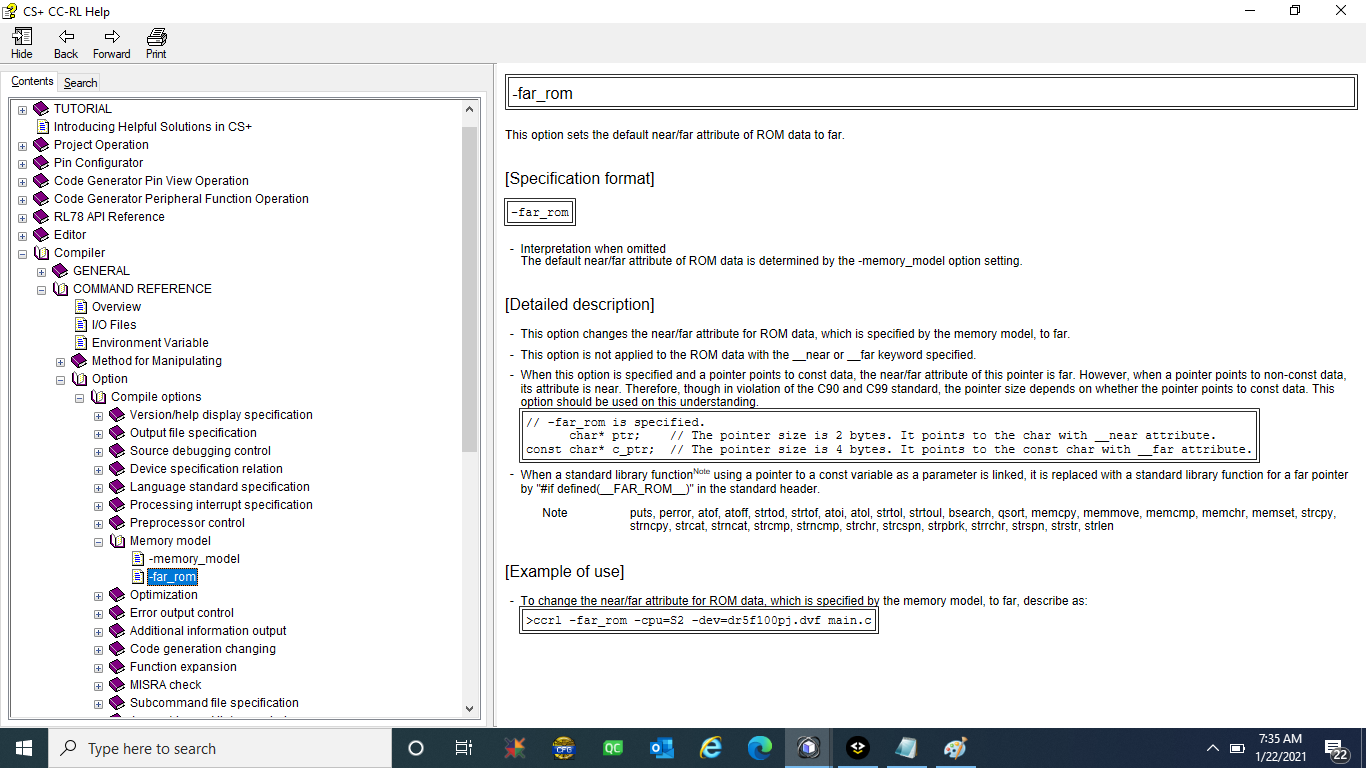 CS+ CC-RL Help
Hide
Back
Forward
Print
Contents
Search
TUTORIAL
Introducing Helpful Solutions in CS+
Project Operation
Pin Configurator
Code Generator Pin View Operation
Code Generator Peripheral Function Operation
RL78 API Reference
Editor
Compiler
GENERAL
COMMAND REFERENCE
Overview
I/O Files
Environment Variable
Method for Manipulating
Option
Compile options
Version/help display specification
Output file specification
Source debugging control
Device specification relation
Language standard specification
Processing interrupt specification
Preprocessor control
Memory model
-memory_model
-far_rom
Optimization
Error output control
Additional information output
Code generation changing
Function expansion
MISRA check
Subcommand file specification
-far_rom
This option sets the default near/far attribute of ROM data to far.
[Specification format]
-far_rom
- Interpretation when omitted
The default near/far attribute of ROM data is determined by the -memory_model option setting.
[Detailed description]
- This option changes the near/far attribute for ROM data, which is specified by the memory model, to far.
- This option is not applied to the ROM data with the __near or __far keyword specified.
- When this option is specified and a pointer points to const data, the near/far attribute of this pointer is far. However, when a pointer points to non-const data,
its attribute is near. Therefore, though in violation of the C90 and C99 standard, the pointer size depends on whether the pointer points to const data. This
option should be used on this understanding.
// -far_rom is specified.
char* ptr; // The pointer size is 2 bytes. It points to the char with __near attribute.
const char* c_ptr; // The pointer size is 4 bytes. It points to the const char with __far attribute.
- When a standard library function Note using a pointer to a const variable as a parameter is linked, it is replaced with a standard library function for a far pointer
by "#if defined(__FAR_ROM__)" in the standard header.
Note puts, perror, atof, atoff, strtod, strtof, atoi, atol, strtol, strtoul, bsearch, qsort, memcpy, memmove, memcmp, memchr, memset, strcpy,
strncpy, strcat, strncat, strcmp, strncmp, strchr, strcspn, strpbrk, strrchr, strspn, strstr, strlen
[Example of use]
- To change the near/far attribute for ROM data, which is specified by the memory model, to far, describe as:
>ccrl -far_rom -cpu=S2 -dev=dr5f100pj.dvf main.c
Type here to search
CFG
QC
7:35 AM
1/22/2021
22